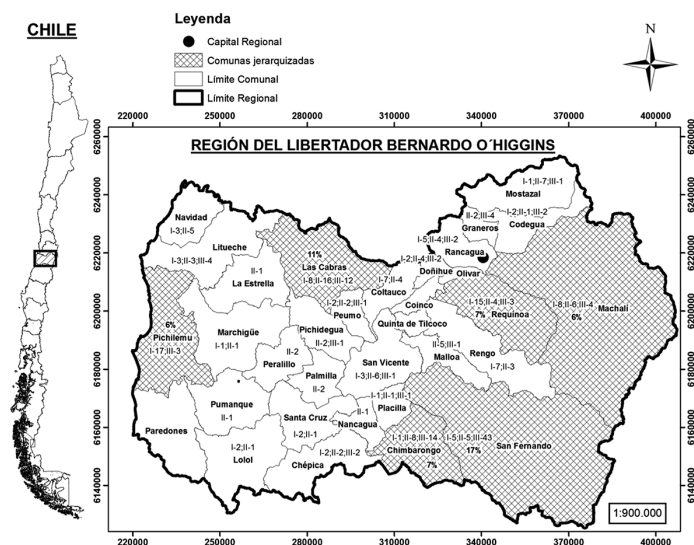 CHILE
Leyenda
Capital Regional
Comunas jerarquizadas
Límite Comunal
Límite Regional
N
220000 250000 280000 310000 340000 370000 400000
REGIÓN DEL LIBERTADOR BERNARDO O´HIGGINS
6260000
6240000
6220000
6200000
6180000
6160000
6140000
I-1;II-7;III-1
Mostazal
II-2;III-4
Graneros
I-2;II-1;III-2
Codegua
Navidad
I-3;II-5
Litueche
I-3;II-3;III-4
II-1
La Estrella
11%
Las Cabras
I-8;II-16;III-12
I-5;II-4;III-2
Rancagua
I-2;II-4;III-2
Doñihue
Olivar
I-7;II-4
Coltauco
I-2;II-2;III-1
Peumo
Coinco
I-15;II-4;III-3
7%
Requinoa
I-8;II-6;III-4
6%
Machalí
6%
Pichilemu
I-17;III-3
Marchigüe
I-1;II-1
Pichidegua
II-2;III-1
Quinta de Tilcoco
II-5;III-1
Malloa
Rengo
I-7;II-3
II-2
Peralillo
San Vicente
I-3;II-6;III-1
Palmilla
II-2
Pumanque
II-1
I-1;II-1;III-1
Placilla
Paredones
Santa Cruz
I-2;II-1
II-1
Nancagua
I-2;II-1
Lolol
I-2;II-2;III-2
Chépica
I-1;II-8;III-14
Chimbarongo
7%
I-5;II-5;III-43
17%
San Fernando
1:900.000
220000 250000 280000 310000 340000 370000 400000